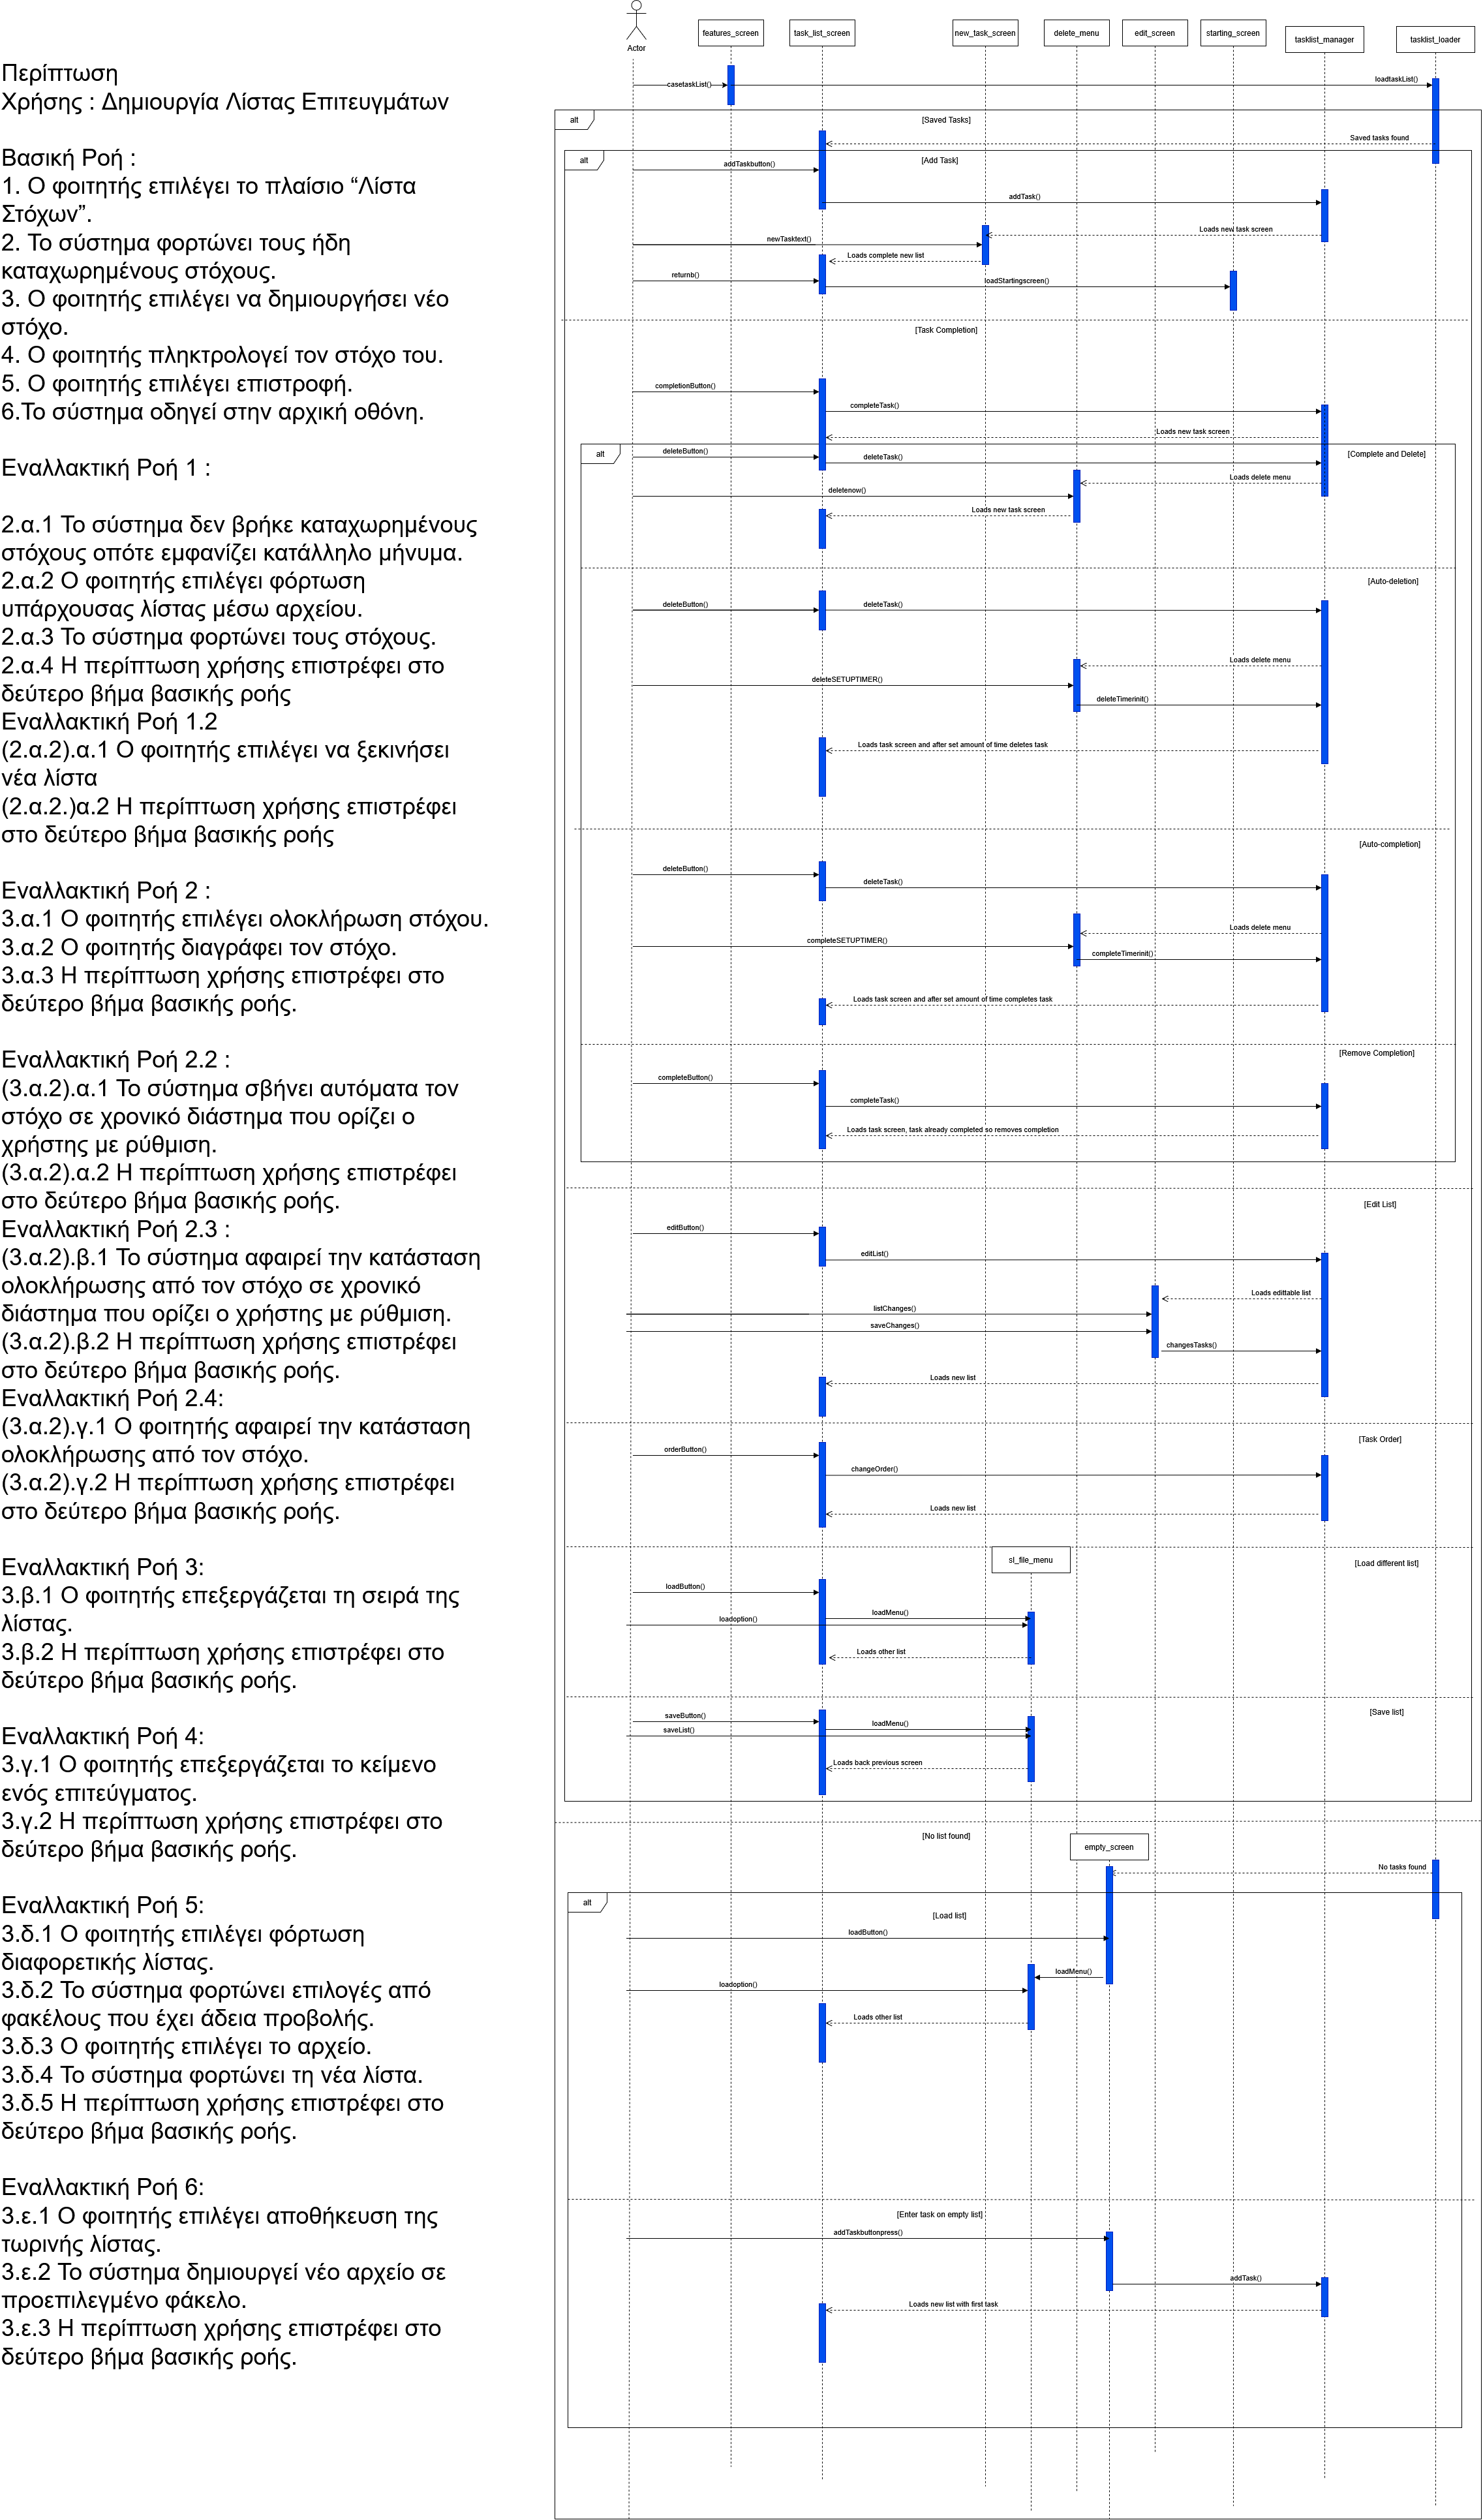 Περίπτωση
Χρήσης : Δημιουργία Λίστας Επιτευγμάτων
Βασική Ροή :
1. Ο φοιτητής επιλέγει το πλαίσιο “Λίστα
Στόχων”.
2. Το σύστημα φορτώνει τους ήδη
καταχωρημένους στόχους.
3. Ο φοιτητής επιλέγει να δημιουργήσει νέο
στόχο.
4. Ο φοιτητής πληκτρολογεί τον στόχο του.
5. Ο φοιτητής επιλέγει επιστροφή.
6.Το σύστημα οδηγεί στην αρχική οθόνη.
Εναλλακτική Ροή 1 :
2.α.1 Το σύστημα δεν βρήκε καταχωρημένους
στόχους οπότε εμφανίζει κατάλληλο μήνυμα.
2.α.2 Ο φοιτητής επιλέγει φόρτωση
υπάρχουσας λίστας μέσω αρχείου.
2.α.3 Το σύστημα φορτώνει τους στόχους.
2.α.4 Η περίπτωση χρήσης επιστρέφει στο
δεύτερο βήμα βασικής ροής
Εναλλακτική Ροή 1.2
(2.α.2).α.1 Ο φοιτητής επιλέγει να ξεκινήσει
νέα λίστα
(2.α.2.)α.2 Η περίπτωση χρήσης επιστρέφει
στο δεύτερο βήμα βασικής ροής
Εναλλακτική Ροή 2 :
3.α.1 Ο φοιτητής επιλέγει ολοκλήρωση στόχου.
3.α.2 Ο φοιτητής διαγράφει τον στόχο.
3.α.3 Η περίπτωση χρήσης επιστρέφει στο
δεύτερο βήμα βασικής ροής.
Εναλλακτική Ροή 2.2 :
(3.α.2).α.1 Το σύστημα σβήνει αυτόματα τον
στόχο σε χρονικό διάστημα που ορίζει ο
χρήστης με ρύθμιση.
(3.α.2).α.2 Η περίπτωση χρήσης επιστρέφει
στο δεύτερο βήμα βασικής ροής.
Εναλλακτική Ροή 2.3 :
(3.α.2).β.1 Το σύστημα αφαιρεί την κατάσταση
ολοκλήρωσης από τον στόχο σε χρονικό
διάστημα που ορίζει ο χρήστης με ρύθμιση.
(3.α.2).β.2 Η περίπτωση χρήσης επιστρέφει
στο δεύτερο βήμα βασικής ροής.
Εναλλακτική Ροή 2.4:
(3.α.2).γ.1 Ο φοιτητής αφαιρεί την κατάσταση
ολοκλήρωσης από τον στόχο.
(3.α.2).γ.2 Η περίπτωση χρήσης επιστρέφει
στο δεύτερο βήμα βασικής ροής.
Εναλλακτική Ροή 3:
3.β.1 Ο φοιτητής επεξεργάζεται τη σειρά της
λίστας.
3.β.2 Η περίπτωση χρήσης επιστρέφει στο
δεύτερο βήμα βασικής ροής.
Εναλλακτική Ροή 4:
3.γ.1 Ο φοιτητής επεξεργάζεται το κείμενο
ενός επιτεύγματος.
3.γ.2 Η περίπτωση χρήσης επιστρέφει στο
δεύτερο βήμα βασικής ροής.
Εναλλακτική Ροή 5:
3.δ.1 Ο φοιτητής επιλέγει φόρτωση
διαφορετικής λίστας.
3.δ.2 Το σύστημα φορτώνει επιλογές από
φακέλους που έχει άδεια προβολής.
3.δ.3 Ο φοιτητής επιλέγει το αρχείο.
3.δ.4 Το σύστημα φορτώνει τη νέα λίστα.
3.δ.5 Η περίπτωση χρήσης επιστρέφει στο
δεύτερο βήμα βασικής ροής.
Εναλλακτική Ροή 6:
3.ε.1 Ο φοιτητής επιλέγει αποθήκευση της
τωρινής λίστας.
3.ε.2 Το σύστημα δημιουργεί νέο αρχείο σε
προεπιλεγμένο φάκελο.
3.ε.3 Η περίπτωση χρήσης επιστρέφει στο
δεύτερο βήμα βασικής ροής.
Actor
features_screen
task_list_screen
new_task_screen
delete_menu
edit_screen
starting_screen
tasklist_manager
tasklist_loader
casetaskList()
loadtaskList()
alt
[Saved Tasks]
Saved tasks found
alt
[Add Task]
addTaskbutton()
addTask()
Loads new task screen
newTasktext()
Loads complete new list
returnb()
loadStartingscreen()
[Task Completion]
completionButton()
completeTask()
Loads new task screen
alt
[Complete and Delete]
deleteButton()
deleteTask()
Loads delete menu
deletenow()
Loads new task screen
[Auto-deletion]
deleteButton()
deleteTask()
Loads delete menu
deleteSETUPTIMER()
deleteTimerinit()
Loads task screen and after set amount of time deletes task
[Auto-completion]
deleteButton()
deleteTask()
Loads delete menu
completeSETUPTIMER()
completeTimerinit()
Loads task screen and after set amount of time completes task
[Remove Completion]
completeButton()
completeTask()
Loads task screen, task already completed so removes completion
[Edit List]
editButton()
editList()
Loads edittable list
listChanges()
saveChanges()
changesTasks()
Loads new list
[Task Order]
orderButton()
changeOrder()
Loads new list
sl_file_menu
[Load different list]
loadButton()
loadMenu()
loadoption()
Loads other list
[Save list]
saveButton()
loadMenu()
saveList()
Loads back previous screen
[No list found]
empty_screen
No tasks found
alt
[Load list]
loadButton()
loadMenu()
loadoption()
Loads other list
[Enter task on empty list]
addTaskbuttonpress()
addTask()
Loads new list with first task